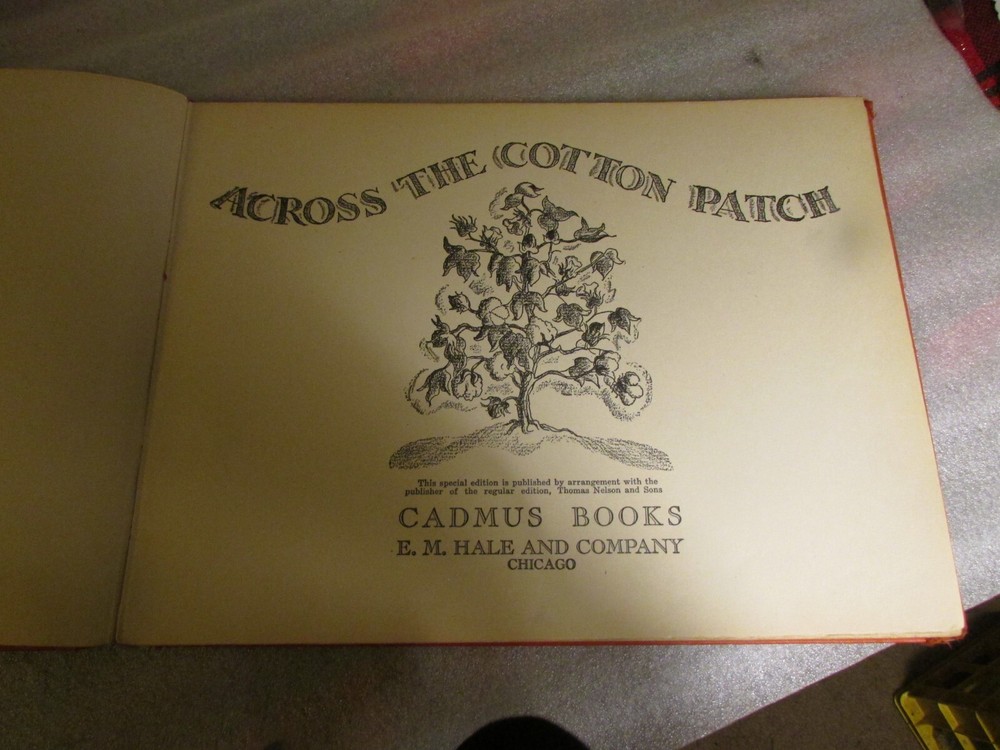 ACROSS THE COTTON PATCH
This special edition is published by arrangement with the
publisher of the regular edition, Thomas Nelson and Sons
CADMUS BOOKS
E. M. HALE AND COMPANY
CHICAGO